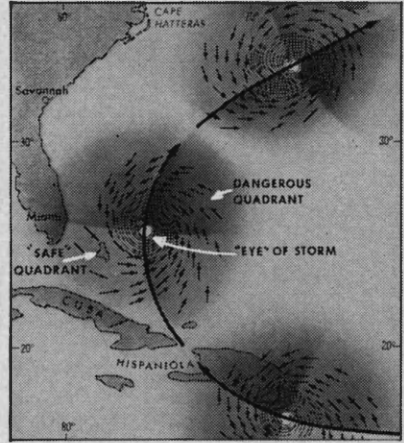 CAPE
HATTERAS
Savannah
30°
30°
DANGEROUS
QUADRANT
Miami
"SAFE"
QUADRANT
"EYE" OF STORM
CUBA
20°
20°
HISPANIOLA
80°